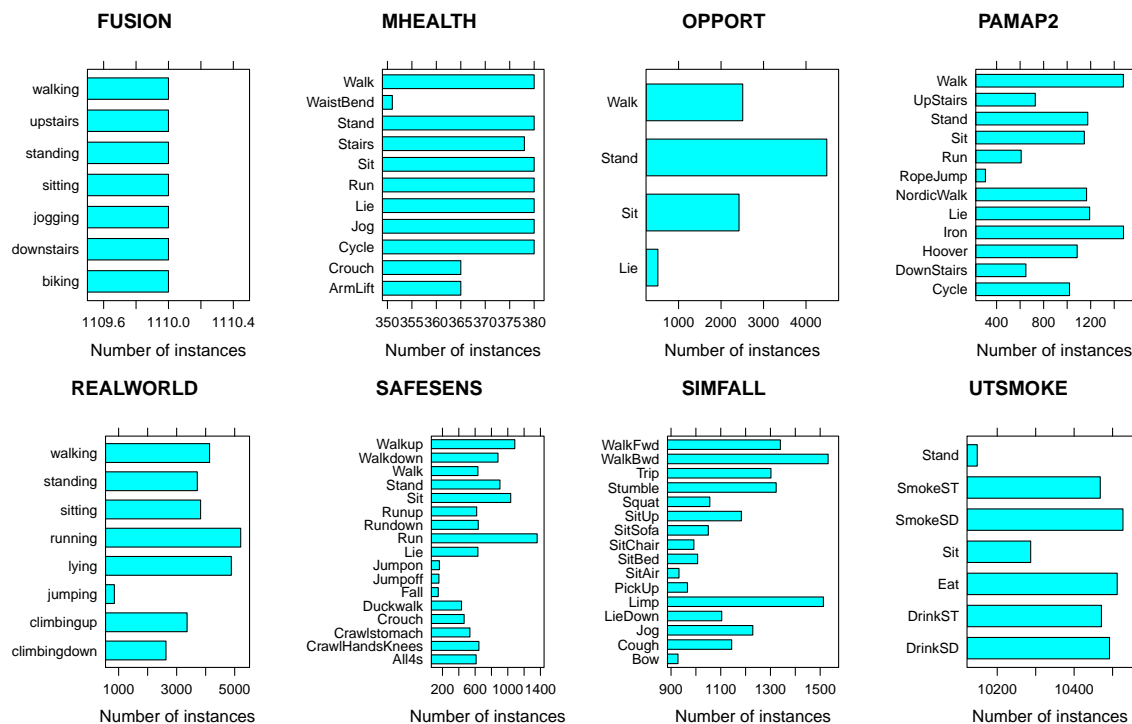 FUSION
walking
upstairs
standing
sitting
jogging
downstairs
biking
1109.6 1110.0 1110.4
Number of instances
MHEALTH
Walk
WaistBend
Stand
Stairs
Sit
Run
Lie
Jog
Cycle
Crouch
ArmLift
350 355 360 365 370 375 380
Number of instances
OPPORT
Walk
Stand
Sit
Lie
1000 2000 3000 4000
Number of instances
PAMAP2
Walk
UpStairs
Stand
Sit
Run
RopeJump
NordicWalk
Lie
Iron
Hoover
DownStairs
Cycle
400 800 1200
Number of instances
REALWORLD
walking
standing
sitting
running
lying
jumping
climbingup
climbingdown
1000 3000 5000
Number of instances
SAFESENS
Walkup
Walkdown
Walk
Stand
Sit
Runup
Rundown
Run
Lie
Jumpon
Jumpoff
Fall
Duckwalk
Crouch
Crawlstomach
CrawlHandsKnees
All4s
200 600 1000 1400
Number of instances
SIMFALL
WalkFwd
WalkBwd
Trip
Stumble
Squat
SitUp
SitSofa
SitChair
SitBed
SitAir
PickUp
Limp
LieDown
Jog
Cough
Bow
900 1100 1300 1500
Number of instances
UTSMOKE
Stand
SmokeST
SmokeSD
Sit
Eat
DrinkST
DrinkSD
10200 10400
Number of instances